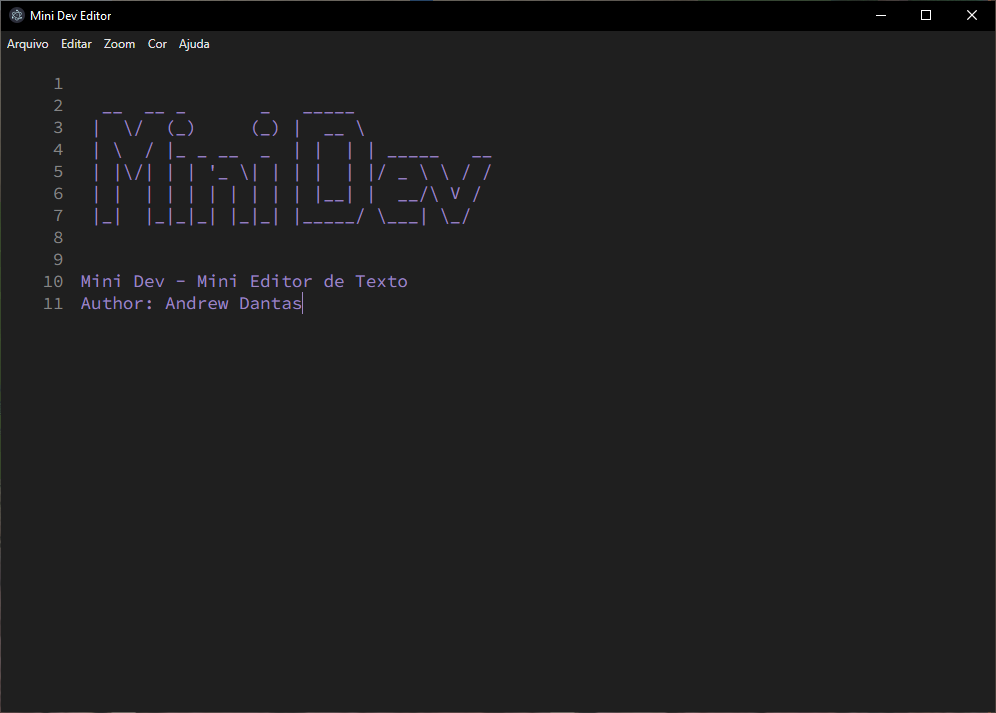 Mini Dev Editor
Arquivo Editar Zoom Cor Ajuda
1
2   __  __ _       _   _____
3  |  \/  (_)     (_) |  __ \
4  | \  / |_ _ __  _  | |  | | _____   __
5  | |\/| | | '_ \| | | |  | |/ _ \ \ / /
6  | |  | | | | | | | | |__| |  __/\ V /
7  |_|  |_|_|_| |_|_| |_____/ \___| \_/
8
9
10 Mini Dev - Mini Editor de Texto
11 Author: Andrew Dantas